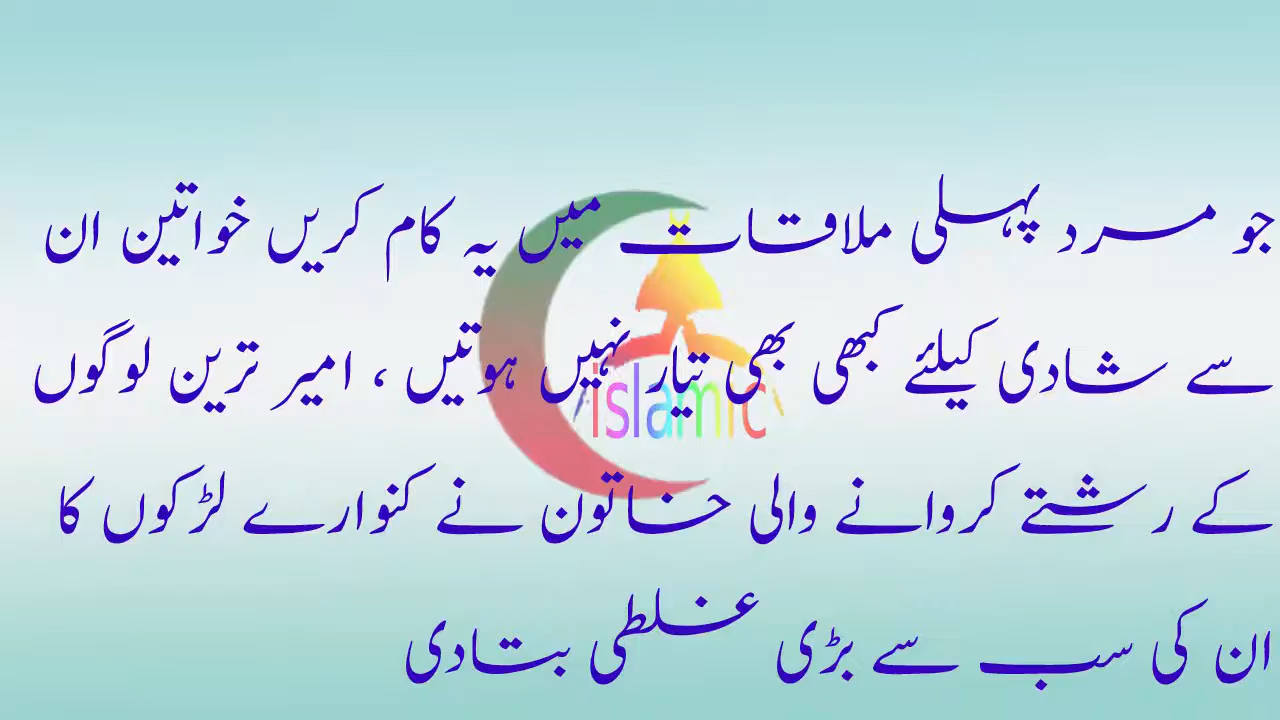 جو مرد پہلی ملاقات میں یہ کام کریں خواتین ان
سے شادی کیلئے کبھی بھی تیار نہیں ہوتیں ، امیر ترین لوگوں
islamic
کے رشتے کروانے والی خاتون نے کنوارے لڑکوں کا
ان کی سب سے بڑی غلطی بتادی